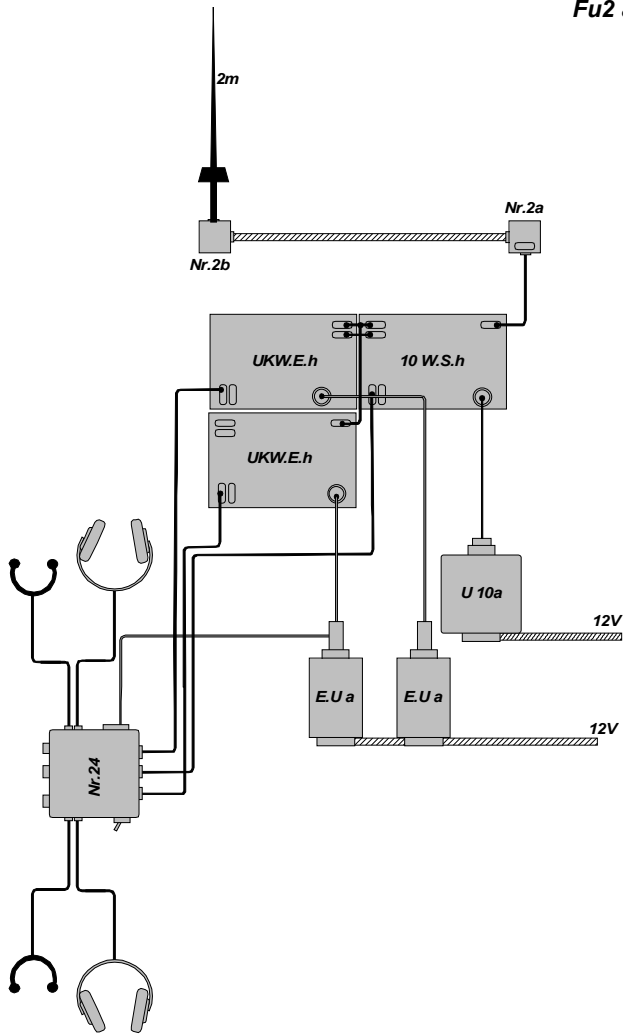 Fu2
2m
Nr.2a
Nr.2b
UKW.E.h
10 W.S.h
UKW.E.h
U 10a
12V
E.U a
E.U a
12V
Nr.24